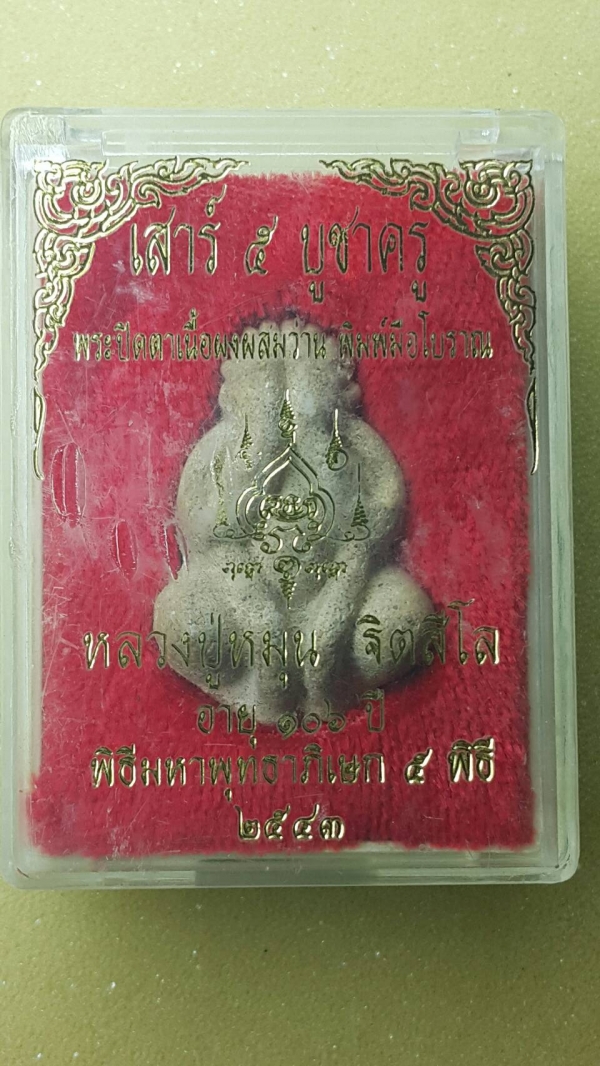 เสาร์ ๕ บูชาครู
พระปิดตาเนื้อผงผสมว่าน พิมพ์มือโบราณ
หลวงปู่หมุน ฐิตสีโล
อายุ ๑๐๖ ปี
พิธีมหาพุทธาภิเษก ๕ พิธี
๒๕๔๓